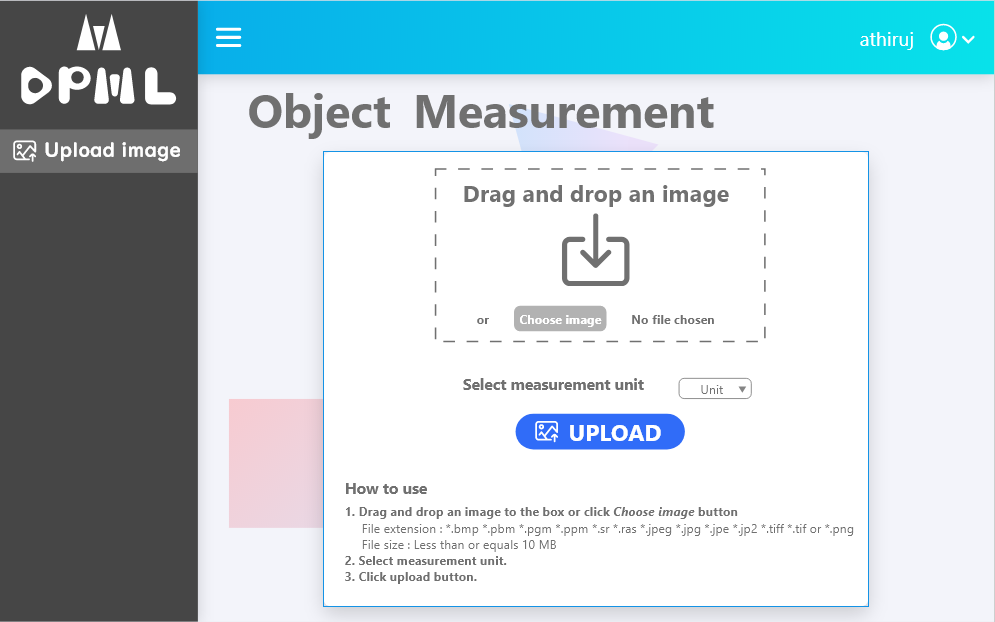 DPML
Upload image
athiruj
Object Measurement
Drag and drop an image
or Choose image No file chosen
Select measurement unit Unit
UPLOAD
How to use
1. Drag and drop an image to the box or click Choose image button
File extension : *.bmp *.pbm *.pgm *.ppm *.sr *.ras *.jpeg *.jpg *.jpe *.jp2 *.tiff *.tif or *.png
File size : Less than or equals 10 MB
2. Select measurement unit.
3. Click upload button.